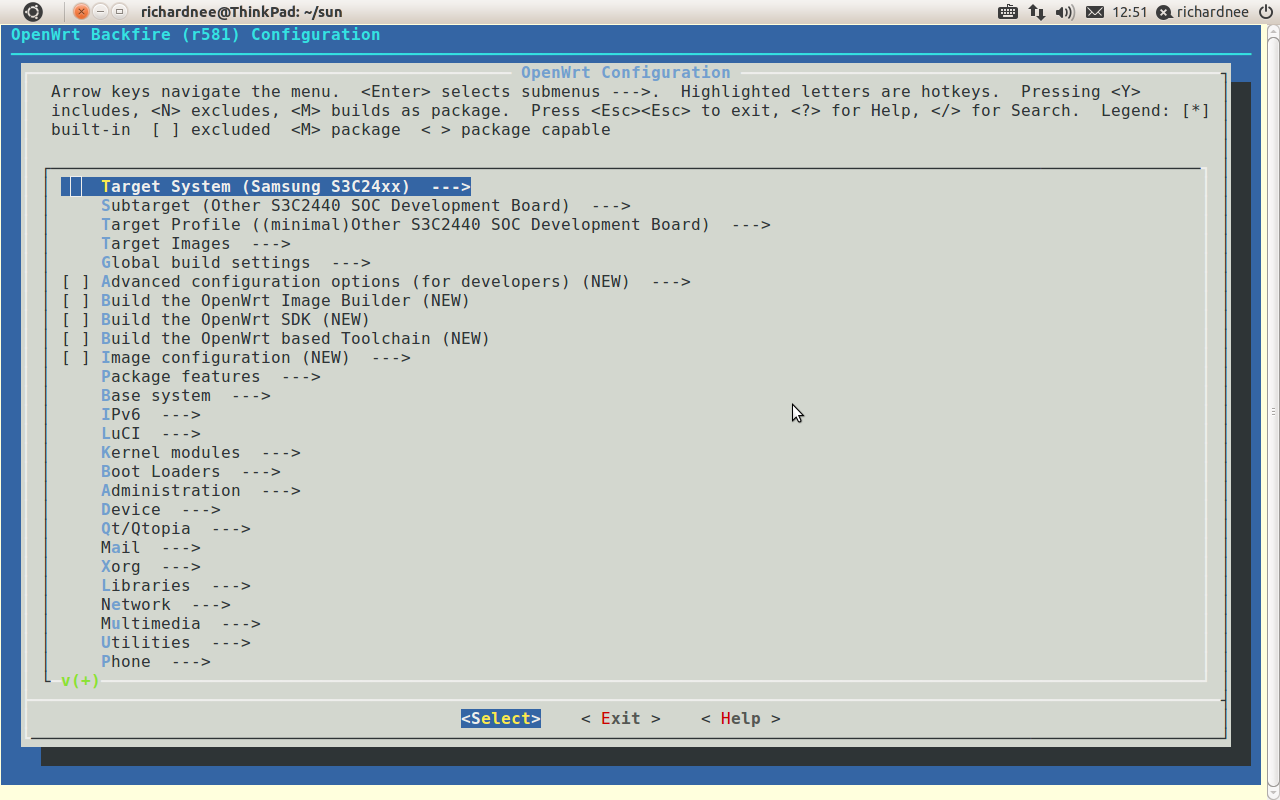 richardnee@ThinkPad: ~/sun 12:51 richardnee
OpenWrt Backfire (r581) Configuration
OpenWrt Configuration
Arrow keys navigate the menu.  <Enter> selects submenus --->.  Highlighted letters are hotkeys.  Pressing <Y>
includes, <N> excludes, <M> builds as package.  Press <Esc><Esc> to exit, <?> for Help, </> for Search.  Legend: [*]
built-in  [ ] excluded  <M> package  < > package capable
Target System (Samsung S3C24xx)  --->
Subtarget (Other S3C2440 SOC Development Board)  --->
Target Profile ((minimal)Other S3C2440 SOC Development Board)  --->
Target Images  --->
Global build settings  --->
[ ] Advanced configuration options (for developers) (NEW)  --->
[ ] Build the OpenWrt Image Builder (NEW)
[ ] Build the OpenWrt SDK (NEW)
[ ] Build the OpenWrt based Toolchain (NEW)
[ ] Image configuration (NEW)  --->
Package features  --->
Base system  --->
IPv6  --->
LuCI  --->
Kernel modules  --->
Boot Loaders  --->
Administration  --->
Device  --->
Qt/Qtopia  --->
Mail  --->
Xorg  --->
Libraries  --->
Network  --->
Multimedia  --->
Utilities  --->
Phone  --->
v(+)
<Select>    < Exit >    < Help >